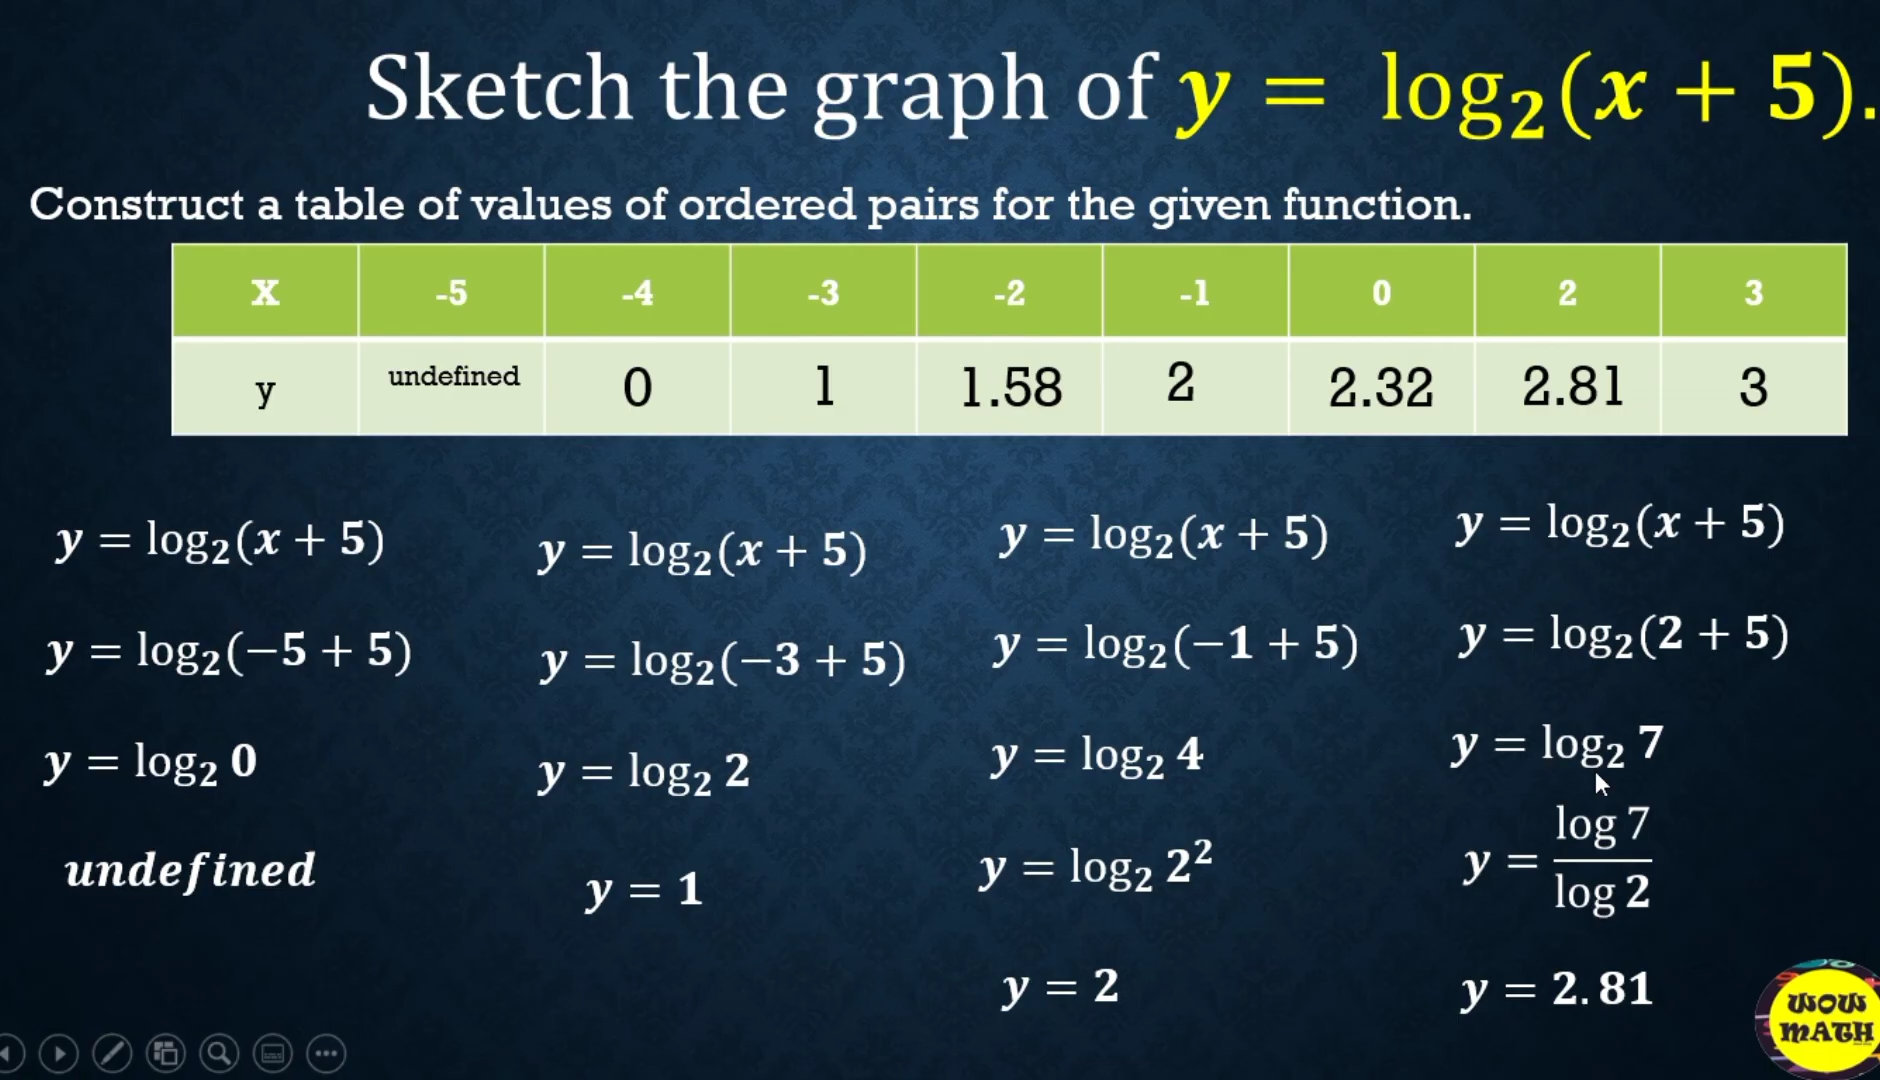 Sketch the graph of y = log₂(x + 5).
Construct a table of values of ordered pairs for the given function.
X -5 -4 -3 -2 -1 0 2 3
y undefined 0 1 1.58 2 2.32 2.81 3
y = log₂(x + 5)
y = log₂(−5 + 5)
y = log₂ 0
undefined
y = log₂(x + 5)
y = log₂(−3 + 5)
y = log₂ 2
y = 1
y = log₂(x + 5)
y = log₂(−1 + 5)
y = log₂ 4
y = log₂ 2²
y = 2
y = log₂(x + 5)
y = log₂(2 + 5)
y = log₂ 7
y = log 7 / log 2
y = 2.81
WOW
MATH